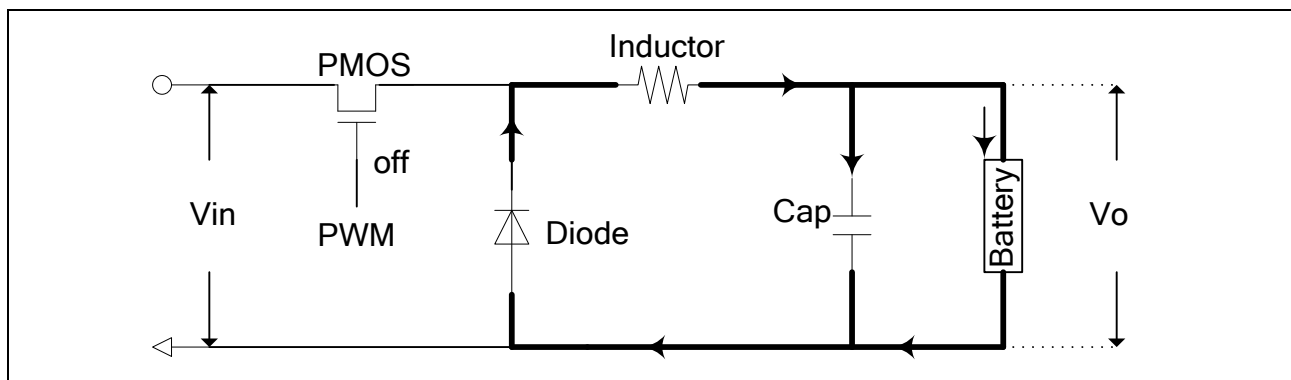 Inductor
PMOS
off
Vin
PWM
Diode
Cap
Battery
Vo